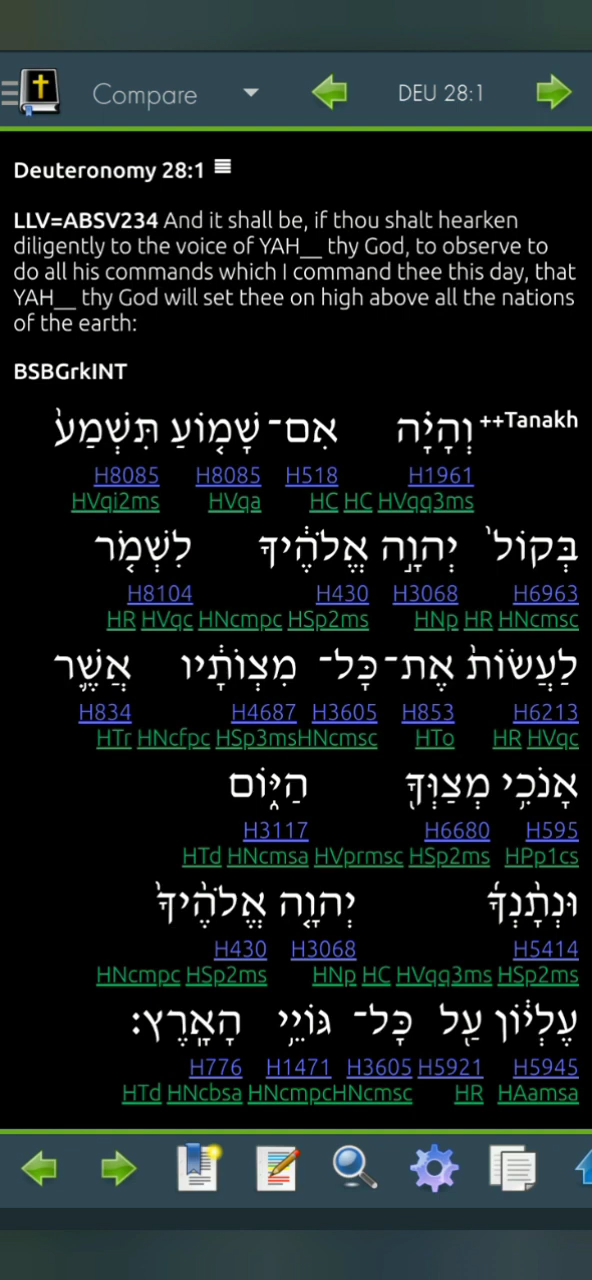 Compare
DEU 28:1
Deuteronomy 28:1
LLV=ABSV234 And it shall be, if thou shalt hearken
diligently to the voice of YAH__ thy God, to observe to
do all his commands which I command thee this day, that
YAH__ thy God will set thee on high above all the nations
of the earth:
BSBGrkINT
++Tanakh וְהָיָ֗ה אִם־ שָׁמ֤וֹעַ תִּשְׁמַע֙
H8085 H8085 H518 H1961
HVqi2ms HVqa HC HC HVqq3ms
בְּקוֹל֙ יְהוָ֣ה אֱלֹהֶ֔יךָ לִשְׁמֹ֤ר
H8104 H430 H3068 H6963
HR HVqc HNcmpc HSp2ms HNp HR HNcmsc
לַעֲשׂוֹת֙ אֶת־ כָּל־ מִצְוֺתָ֔יו אֲשֶׁ֛ר
H834 H4687 H3605 H853 H6213
HTr HNcfpc HSp3msHNcmsc HTo HR HVqc
אָנֹכִ֥י מְצַוְּךָ֖ הַיּ֑וֹם
H3117 H6680 H595
HTd HNcmsa HVprmsc HSp2ms HPp1cs
וּנְתָ֨נְךָ֜ יְהוָ֤ה אֱלֹהֶ֙יךָ֙
H430 H3068 H5414
HNcmpc HSp2ms HNp HC HVqq3ms HSp2ms
עֶלְי֔וֹן עַ֖ל כָּל־ גּוֹיֵ֥י הָאָֽרֶץ׃
H776 H1471 H3605 H5921 H5945
HTd HNcbsa HNcmpcHNcmsc HR HAamsa